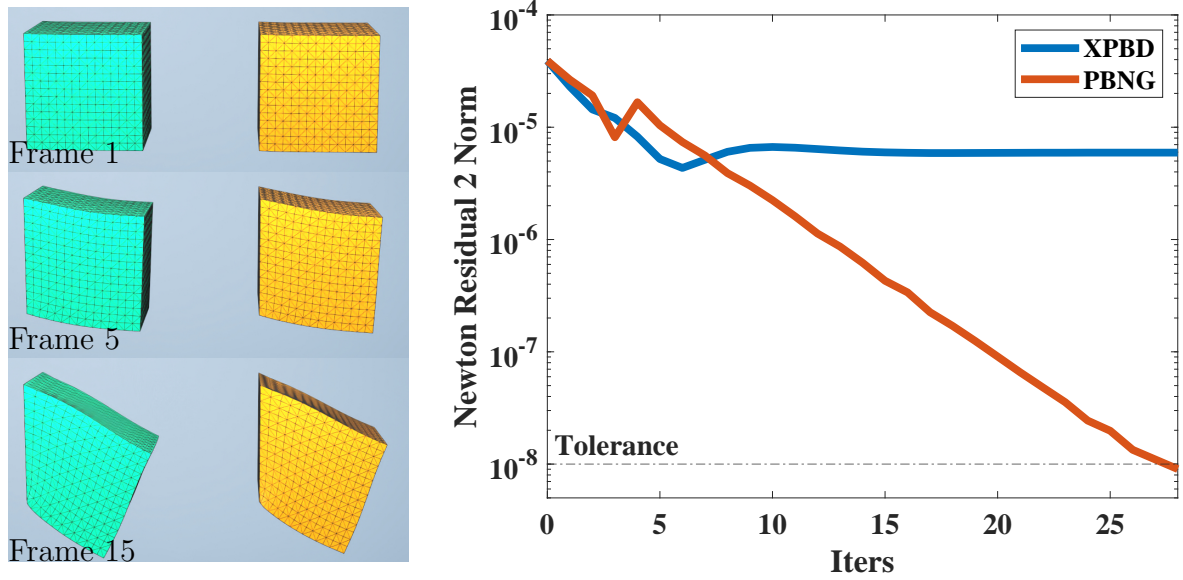 Frame 1
Frame 5
Frame 15
10^-4
10^-5
10^-6
10^-7
10^-8
Newton Residual 2 Norm
XPBD
PBNG
Tolerance
0 5 10 15 20 25
Iters